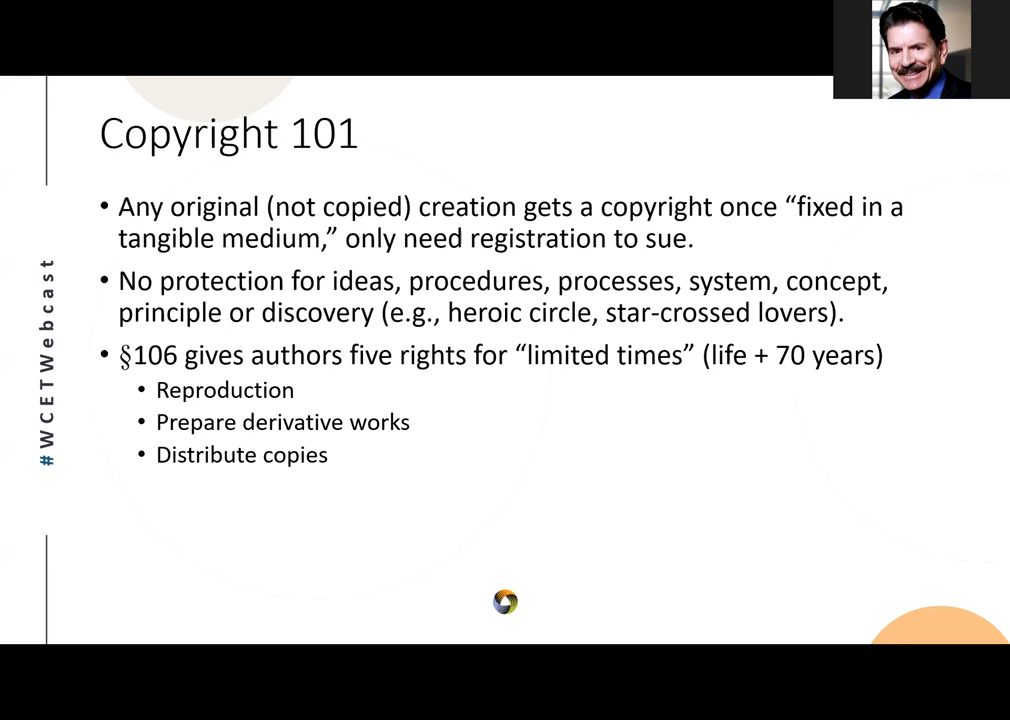 Copyright 101
• Any original (not copied) creation gets a copyright once “fixed in a
tangible medium,” only need registration to sue.
• No protection for ideas, procedures, processes, system, concept,
principle or discovery (e.g., heroic circle, star-crossed lovers).
• §106 gives authors five rights for “limited times” (life + 70 years)
• Reproduction
• Prepare derivative works
• Distribute copies
#WCETWebcast